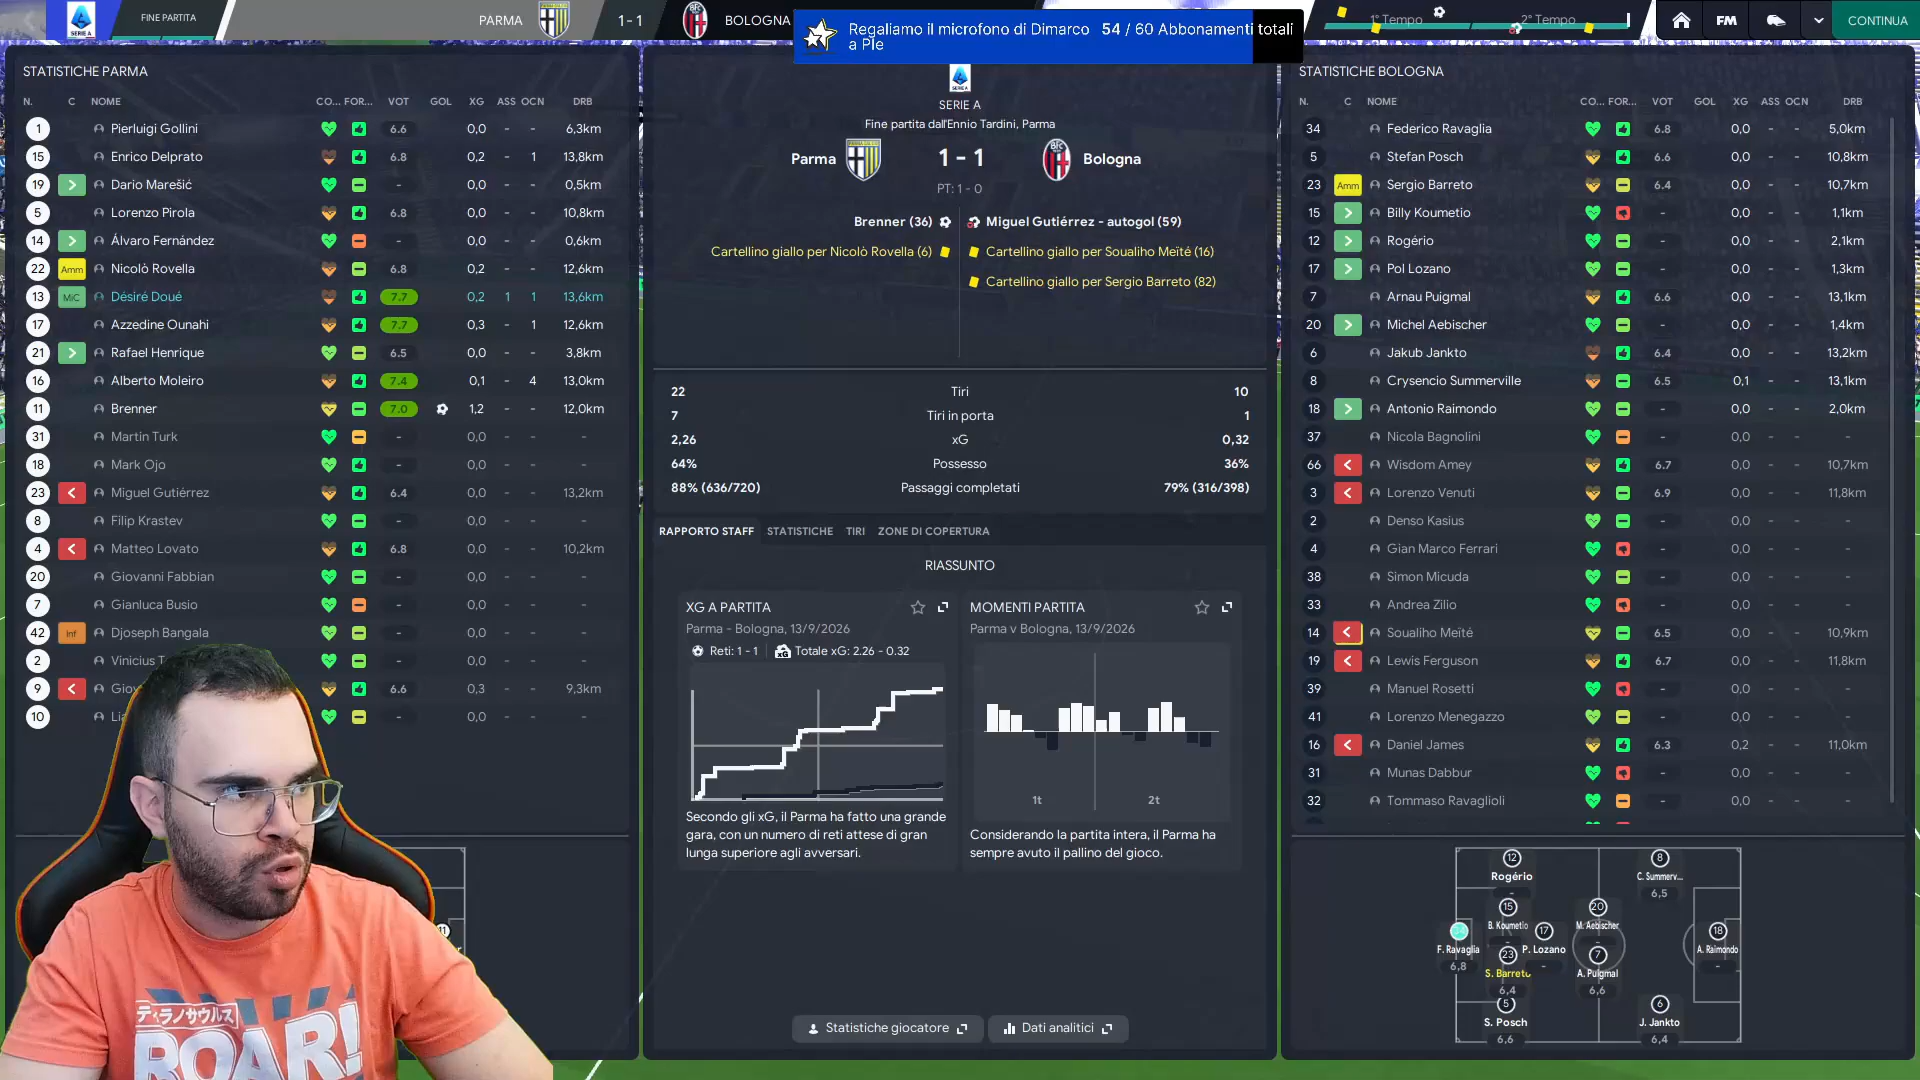 FINE PARTITA
PARMA
1 - 1
BOLOGNA
Regaliamo il microfono di Dimarco 54 / 60 Abbonamenti totali
a Ple
1° Tempo
2° Tempo
FM
CONTINUA
SERIE A
STATISTICHE PARMA
N. C NOME CO... FOR... VOT GOL XG ASS OCN DRB
1 Pierluigi Gollini 6.6 0,0 - - 6,3km
15 Enrico Delprato 6.8 0,2 - 1 13,8km
19 Dario Marešić - 0,0 - - 0,5km
5 Lorenzo Pirola 6.8 0,0 - - 10,8km
14 Álvaro Fernández - 0,0 - - 0,6km
22 Amm Nicolò Rovella 6.8 0,2 - - 12,6km
13 MiC Désiré Doué 7.7 0,2 1 1 13,6km
17 Azzedine Ounahi 7.7 0,3 - 1 12,6km
21 Rafael Henrique 6.5 0,0 - - 3,8km
16 Alberto Moleiro 7.4 0,1 - 4 13,0km
11 Brenner 7.0 1,2 - - 12,0km
31 Martin Turk - 0,0 - - -
18 Mark Ojo - 0,0 - - -
23 Miguel Gutiérrez 6.4 0,0 - - 13,2km
8 Filip Krastev - 0,0 - - -
4 Matteo Lovato 6.8 0,0 - - 10,2km
20 Giovanni Fabbian - 0,0 - - -
7 Gianluca Busio - 0,0 - - -
42 Inf Djoseph Bangala - 0,0 - - -
2 Vinicius - 0,0 - - -
9 6.6 0,3 - - 9,3km
10 - 0,0 - - -
SERIE A
Fine partita dall'Ennio Tardini, Parma
Parma 1 - 1 Bologna
PT: 1 - 0
Brenner (36)
Miguel Gutiérrez - autogol (59)
Cartellino giallo per Nicolò Rovella (6)
Cartellino giallo per Soualiho Meïté (16)
Cartellino giallo per Sergio Barreto (82)
22 Tiri 10
7 Tiri in porta 1
2,26 xG 0,32
64% Possesso 36%
88% (636/720) Passaggi completati 79% (316/398)
RAPPORTO STAFF STATISTICHE TIRI ZONE DI COPERTURA
RIASSUNTO
XG A PARTITA
Parma - Bologna, 13/9/2026
Reti: 1 - 1 Totale xG: 2.26 - 0.32
Secondo gli xG, il Parma ha fatto una grande
gara, con un numero di reti attese di gran
lunga superiore agli avversari.
MOMENTI PARTITA
Parma v Bologna, 13/9/2026
1t 2t
Considerando la partita intera, il Parma ha
sempre avuto il pallino del gioco.
Statistiche giocatore
Dati analitici
STATISTICHE BOLOGNA
N. C NOME CO... FOR... VOT GOL XG ASS OCN DRB
34 Federico Ravaglia 6.8 0,0 - - 5,0km
5 Stefan Posch 6.6 0,0 - - 10,8km
23 Amm Sergio Barreto 6.4 0,0 - - 10,7km
15 Billy Koumetio - 0,0 - - 1,1km
12 Rogério - 0,0 - - 2,1km
17 Pol Lozano - 0,0 - - 1,3km
7 Arnau Puigmal 6.6 0,0 - - 13,1km
20 Michel Aebischer - 0,0 - - 1,4km
6 Jakub Jankto 6.4 0,0 - - 13,2km
8 Crysencio Summerville 6.5 0,1 - - 13,1km
18 Antonio Raimondo - 0,0 - - 2,0km
37 Nicola Bagnolini - 0,0 - - -
66 Wisdom Amey 6.7 0,0 - - 10,7km
3 Lorenzo Venuti 6.9 0,0 - - 11,8km
2 Denso Kasius - 0,0 - - -
4 Gian Marco Ferrari - 0,0 - - -
38 Simon Micuda - 0,0 - - -
33 Andrea Zilio - 0,0 - - -
14 Soualiho Meïté 6.5 0,0 - - 10,9km
19 Lewis Ferguson 6.7 0,0 - - 11,8km
39 Manuel Rosetti - 0,0 - - -
41 Lorenzo Menegazzo - 0,0 - - -
16 Daniel James 6.3 0,2 - - 11,0km
31 Munas Dabbur - 0,0 - - -
32 Tommaso Ravaglioli - 0,0 - - -
12
Rogério
-
8
C. Summerv...
6,5
15
B. Koumetio
20
M. Aebischer
F. Ravaglia
6,8
17
P. Lozano
-
18
A. Raimondo
-
23
S. Barreto
6,4
7
A. Puigmal
6,6
5
S. Posch
6,6
6
J. Jankto
6,4
11
ティラノサウルス
ROAR!